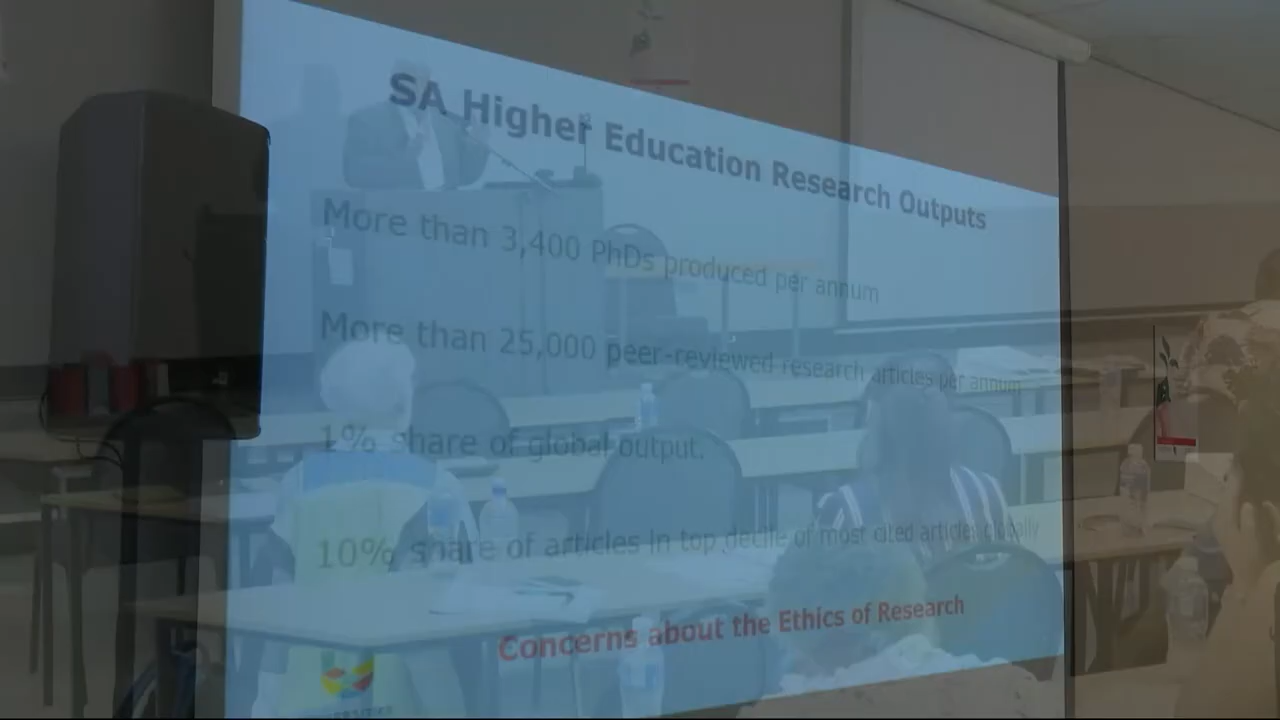 SA Higher Education Research Outputs
More than 3,400 PhDs produced per annum
More than 25,000 peer-reviewed research articles per annum
1% share of global output.
10% share of articles in top decile of most cited articles globally
Concerns about the Ethics of Research